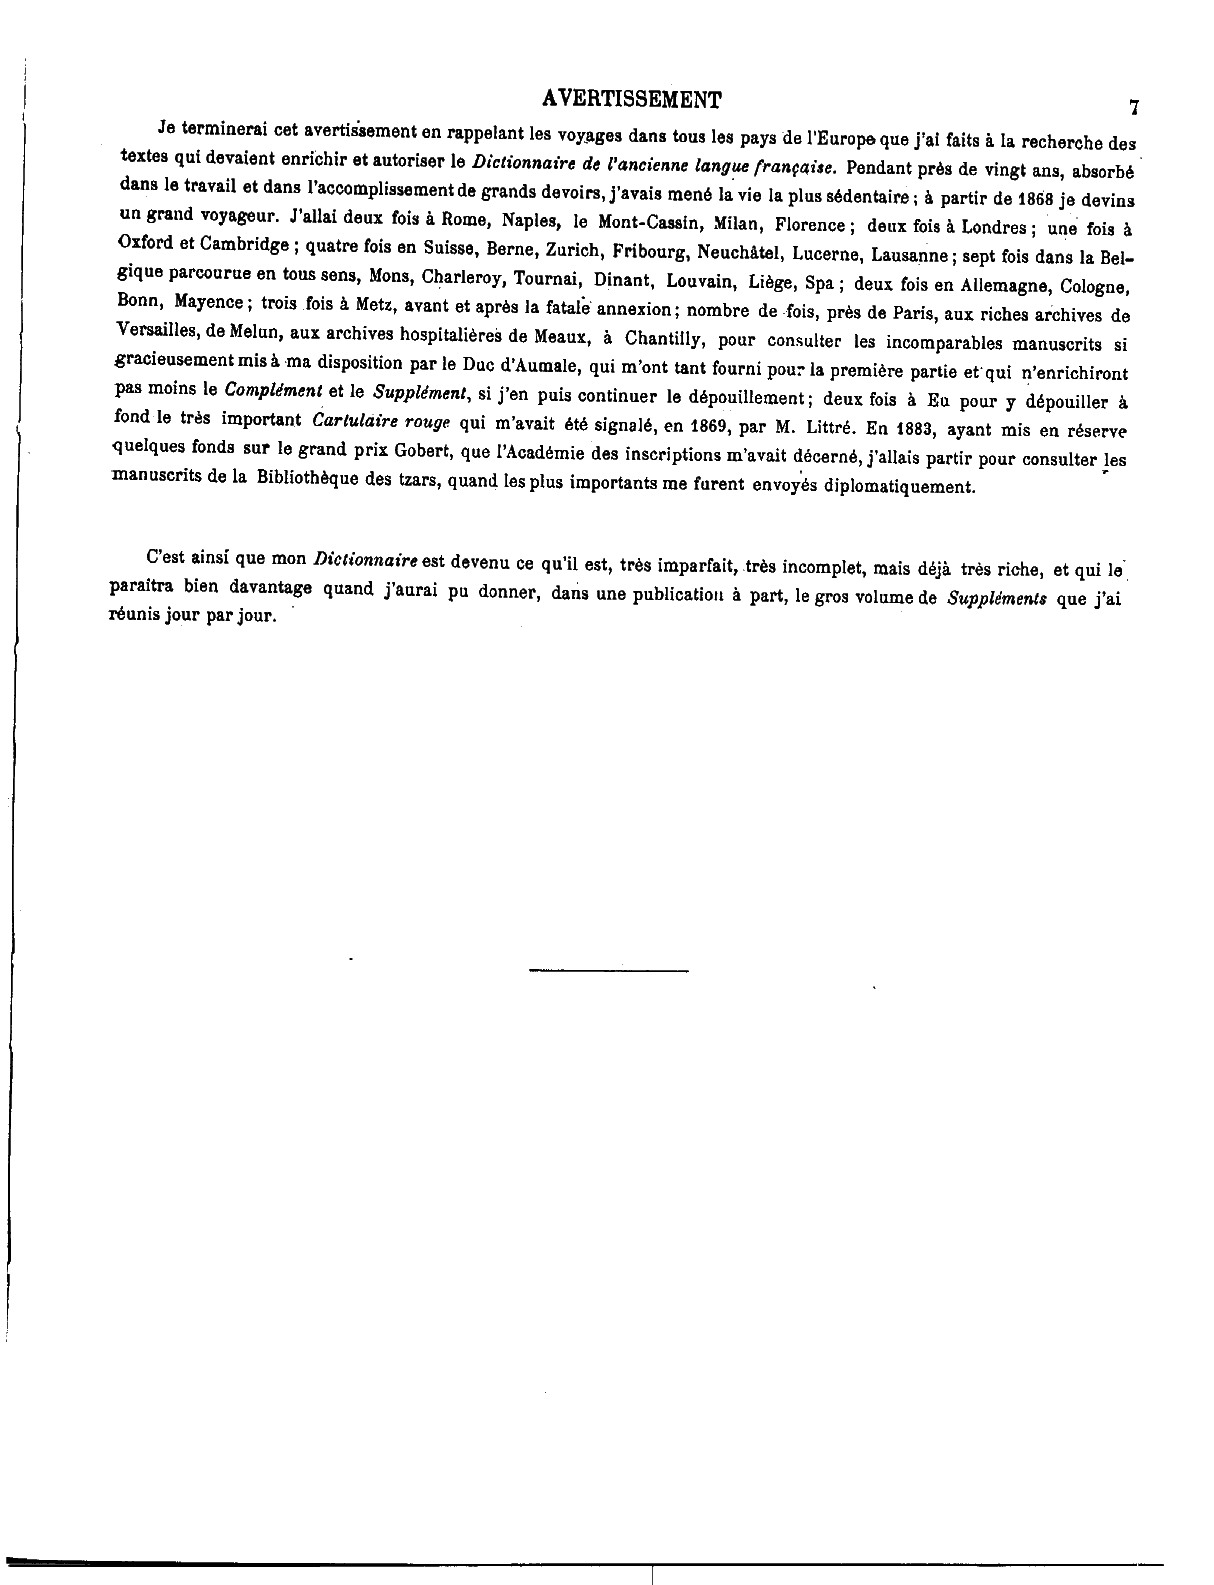 AVERTISSEMENT
7
Je terminerai cet avertissement en rappelant les voyages dans tous les pays de l'Europe que j'ai faits à la recherche des
textes qui devaient enrichir et autoriser le Dictionnaire de l'ancienne langue française. Pendant près de vingt ans, absorbé
dans le travail et dans l'accomplissement de grands devoirs, j'avais mené la vie la plus sédentaire ; à partir de 1868 je devins
un grand voyageur. J'allai deux fois à Rome, Naples, le Mont-Cassin, Milan, Florence ; deux fois à Londres ; une fois à
Oxford et Cambridge ; quatre fois en Suisse, Berne, Zurich, Fribourg, Neuchâtel, Lucerne, Lausanne ; sept fois dans la Bel-
gique parcourue en tous sens, Mons, Charleroy, Tournai, Dinant, Louvain, Liège, Spa ; deux fois en Allemagne, Cologne,
Bonn, Mayence ; trois fois à Metz, avant et après la fatale annexion ; nombre de fois, près de Paris, aux riches archives de
Versailles, de Melun, aux archives hospitalières de Meaux, à Chantilly, pour consulter les incomparables manuscrits si
gracieusement mis à ma disposition par le Duc d'Aumale, qui m'ont tant fourni pour la première partie et qui n'enrichiront
pas moins le Complément et le Supplément, si j'en puis continuer le dépouillement ; deux fois à Eu pour y dépouiller à
fond le très important Cartulaire rouge qui m'avait été signalé, en 1869, par M. Littré. En 1883, ayant mis en réserve
quelques fonds sur le grand prix Gobert, que l'Académie des inscriptions m'avait décerné, j'allais partir pour consulter les
manuscrits de la Bibliothèque des tzars, quand les plus importants me furent envoyés diplomatiquement.
C'est ainsi que mon Dictionnaire est devenu ce qu'il est, très imparfait, très incomplet, mais déjà très riche, et qui le
paraitra bien davantage quand j'aurai pu donner, dans une publication à part, le gros volume de Suppléments que j'ai
réunis jour par jour.